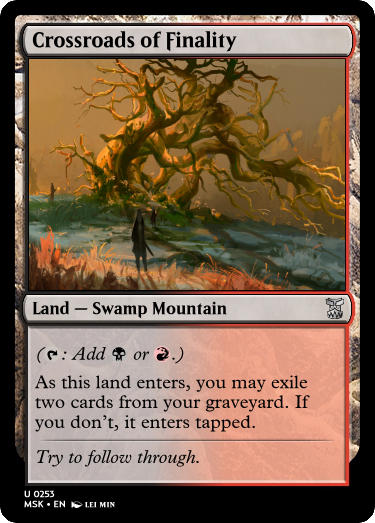 Crossroads of Finality
Land — Swamp Mountain
(: Add or .)
As this land enters, you may exile
two cards from your graveyard. If
you don't, it enters tapped.
Try to follow through.
U 0253
MSK • EN LEI MIN